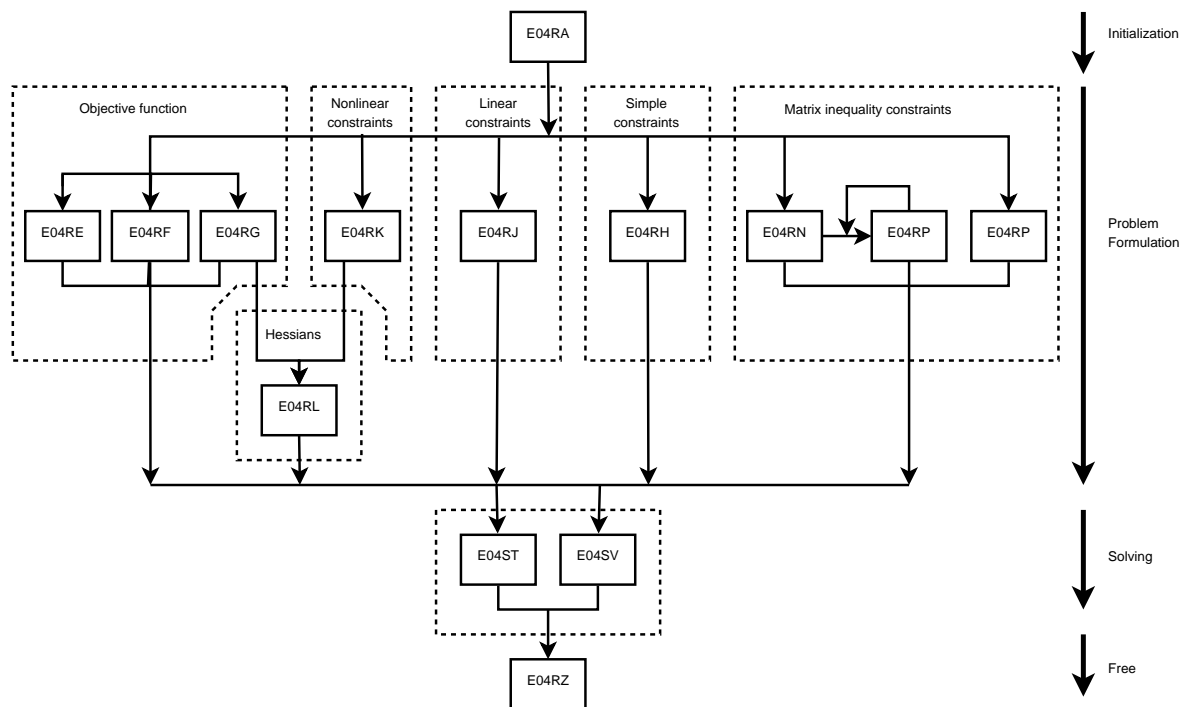 E04RA
Initialization
Objective function
Nonlinear
constraints
Linear
constraints
Simple
constraints
Matrix inequality constraints
E04RE
E04RF
E04RG
E04RK
E04RJ
E04RH
E04RN
E04RP
E04RP
Problem
Formulation
Hessians
E04RL
E04ST
E04SV
Solving
E04RZ
Free